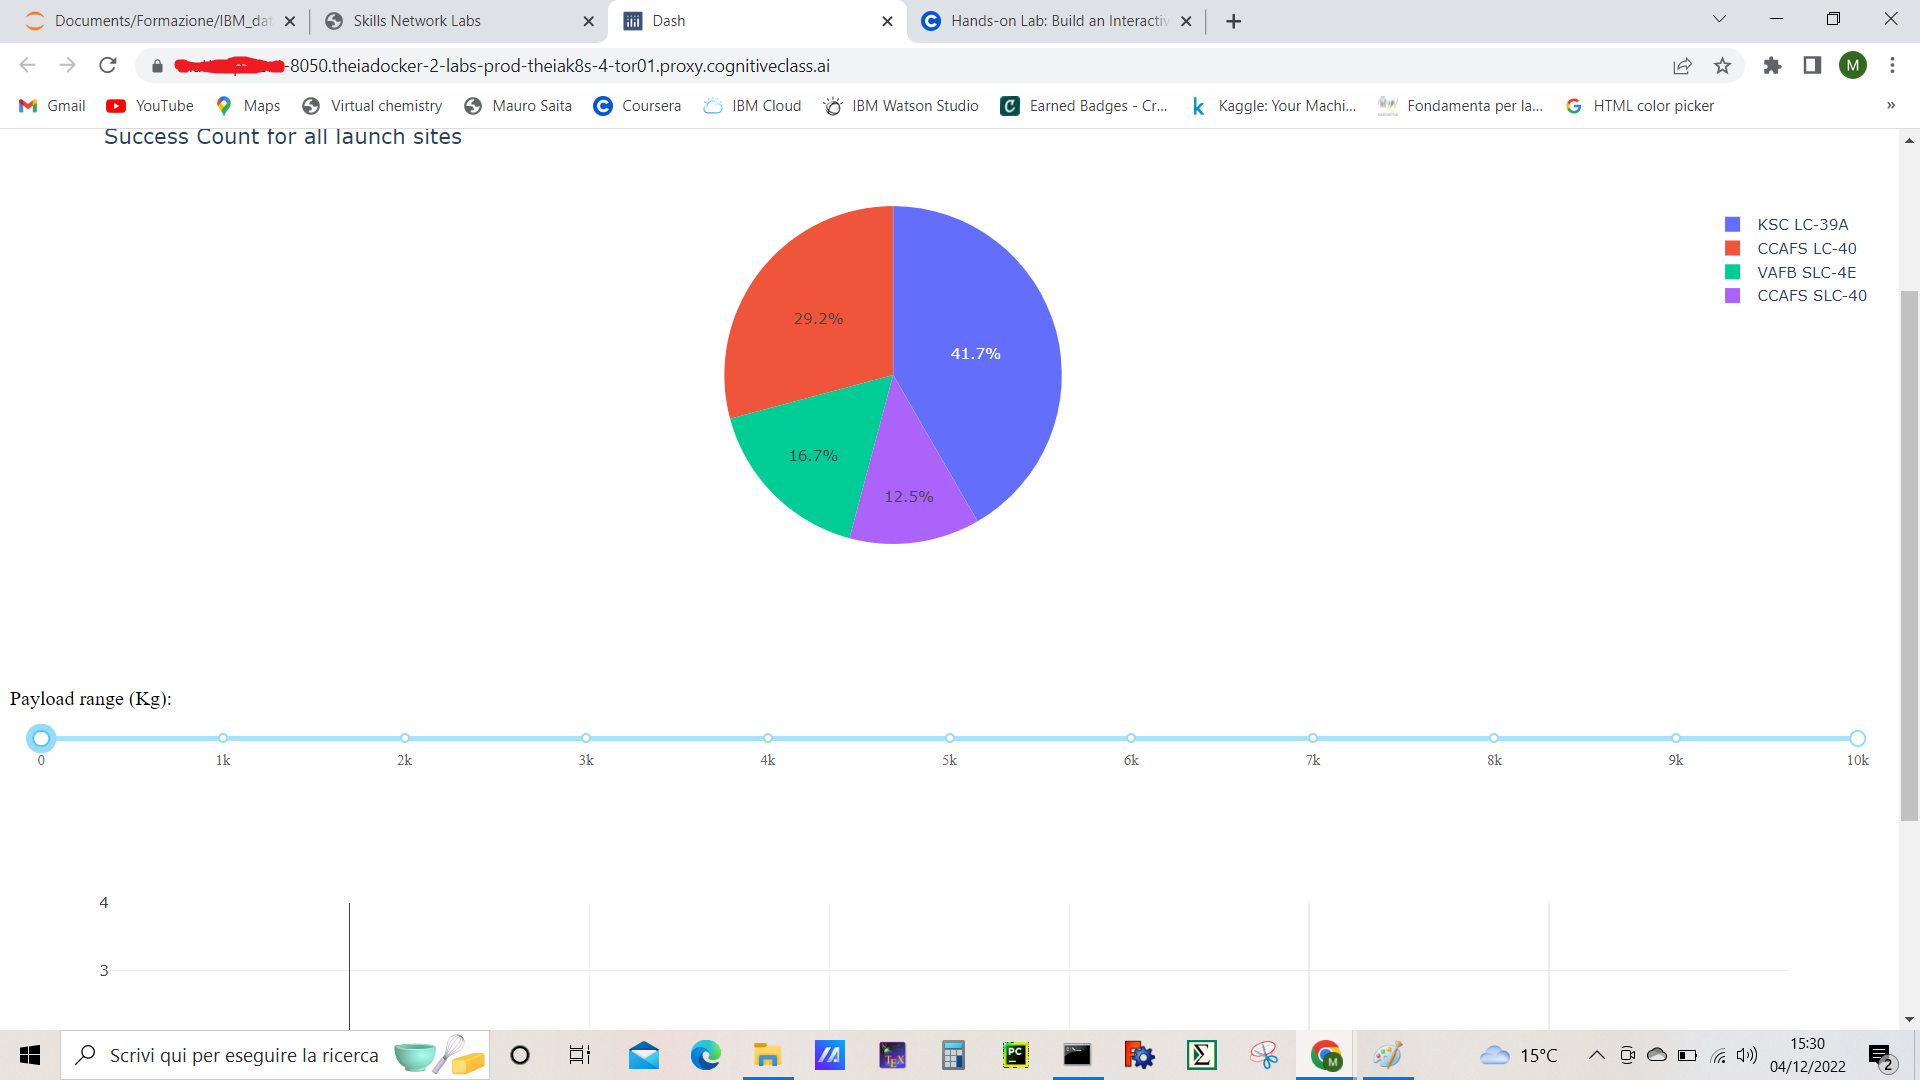 Documents/Formazione/IBM_dat
Skills Network Labs
Dash
Hands-on Lab: Build an Interactiv
-8050.theiadocker-2-labs-prod-theiak8s-4-tor01.proxy.cognitiveclass.ai
M
Gmail
YouTube
Maps
Virtual chemistry
Mauro Saita
Coursera
IBM Cloud
IBM Watson Studio
Earned Badges - Cr...
Kaggle: Your Machi...
Fondamenta per la...
HTML color picker
»
Success Count for all launch sites
KSC LC-39A
CCAFS LC-40
VAFB SLC-4E
CCAFS SLC-40
29.2%
41.7%
16.7%
12.5%
Payload range (Kg):
0 1k 2k 3k 4k 5k 6k 7k 8k 9k 10k
4
3
Scrivi qui per eseguire la ricerca
15°C
15:30
04/12/2022
2